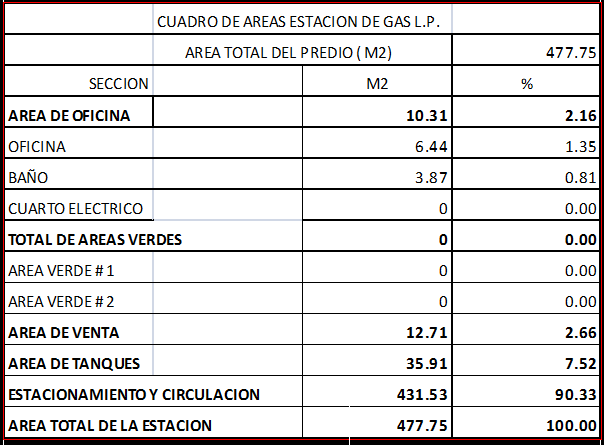 CUADRO DE AREAS ESTACION DE GAS L.P.
AREA TOTAL DEL PREDIO ( M2) 477.75
SECCION M2 %
AREA DE OFICINA 10.31 2.16
OFICINA 6.44 1.35
BAÑO 3.87 0.81
CUARTO ELECTRICO 0 0.00
TOTAL DE AREAS VERDES 0 0.00
AREA VERDE # 1 0 0.00
AREA VERDE # 2 0 0.00
AREA DE VENTA 12.71 2.66
AREA DE TANQUES 35.91 7.52
ESTACIONAMIENTO Y CIRCULACION 431.53 90.33
AREA TOTAL DE LA ESTACION 477.75 100.00